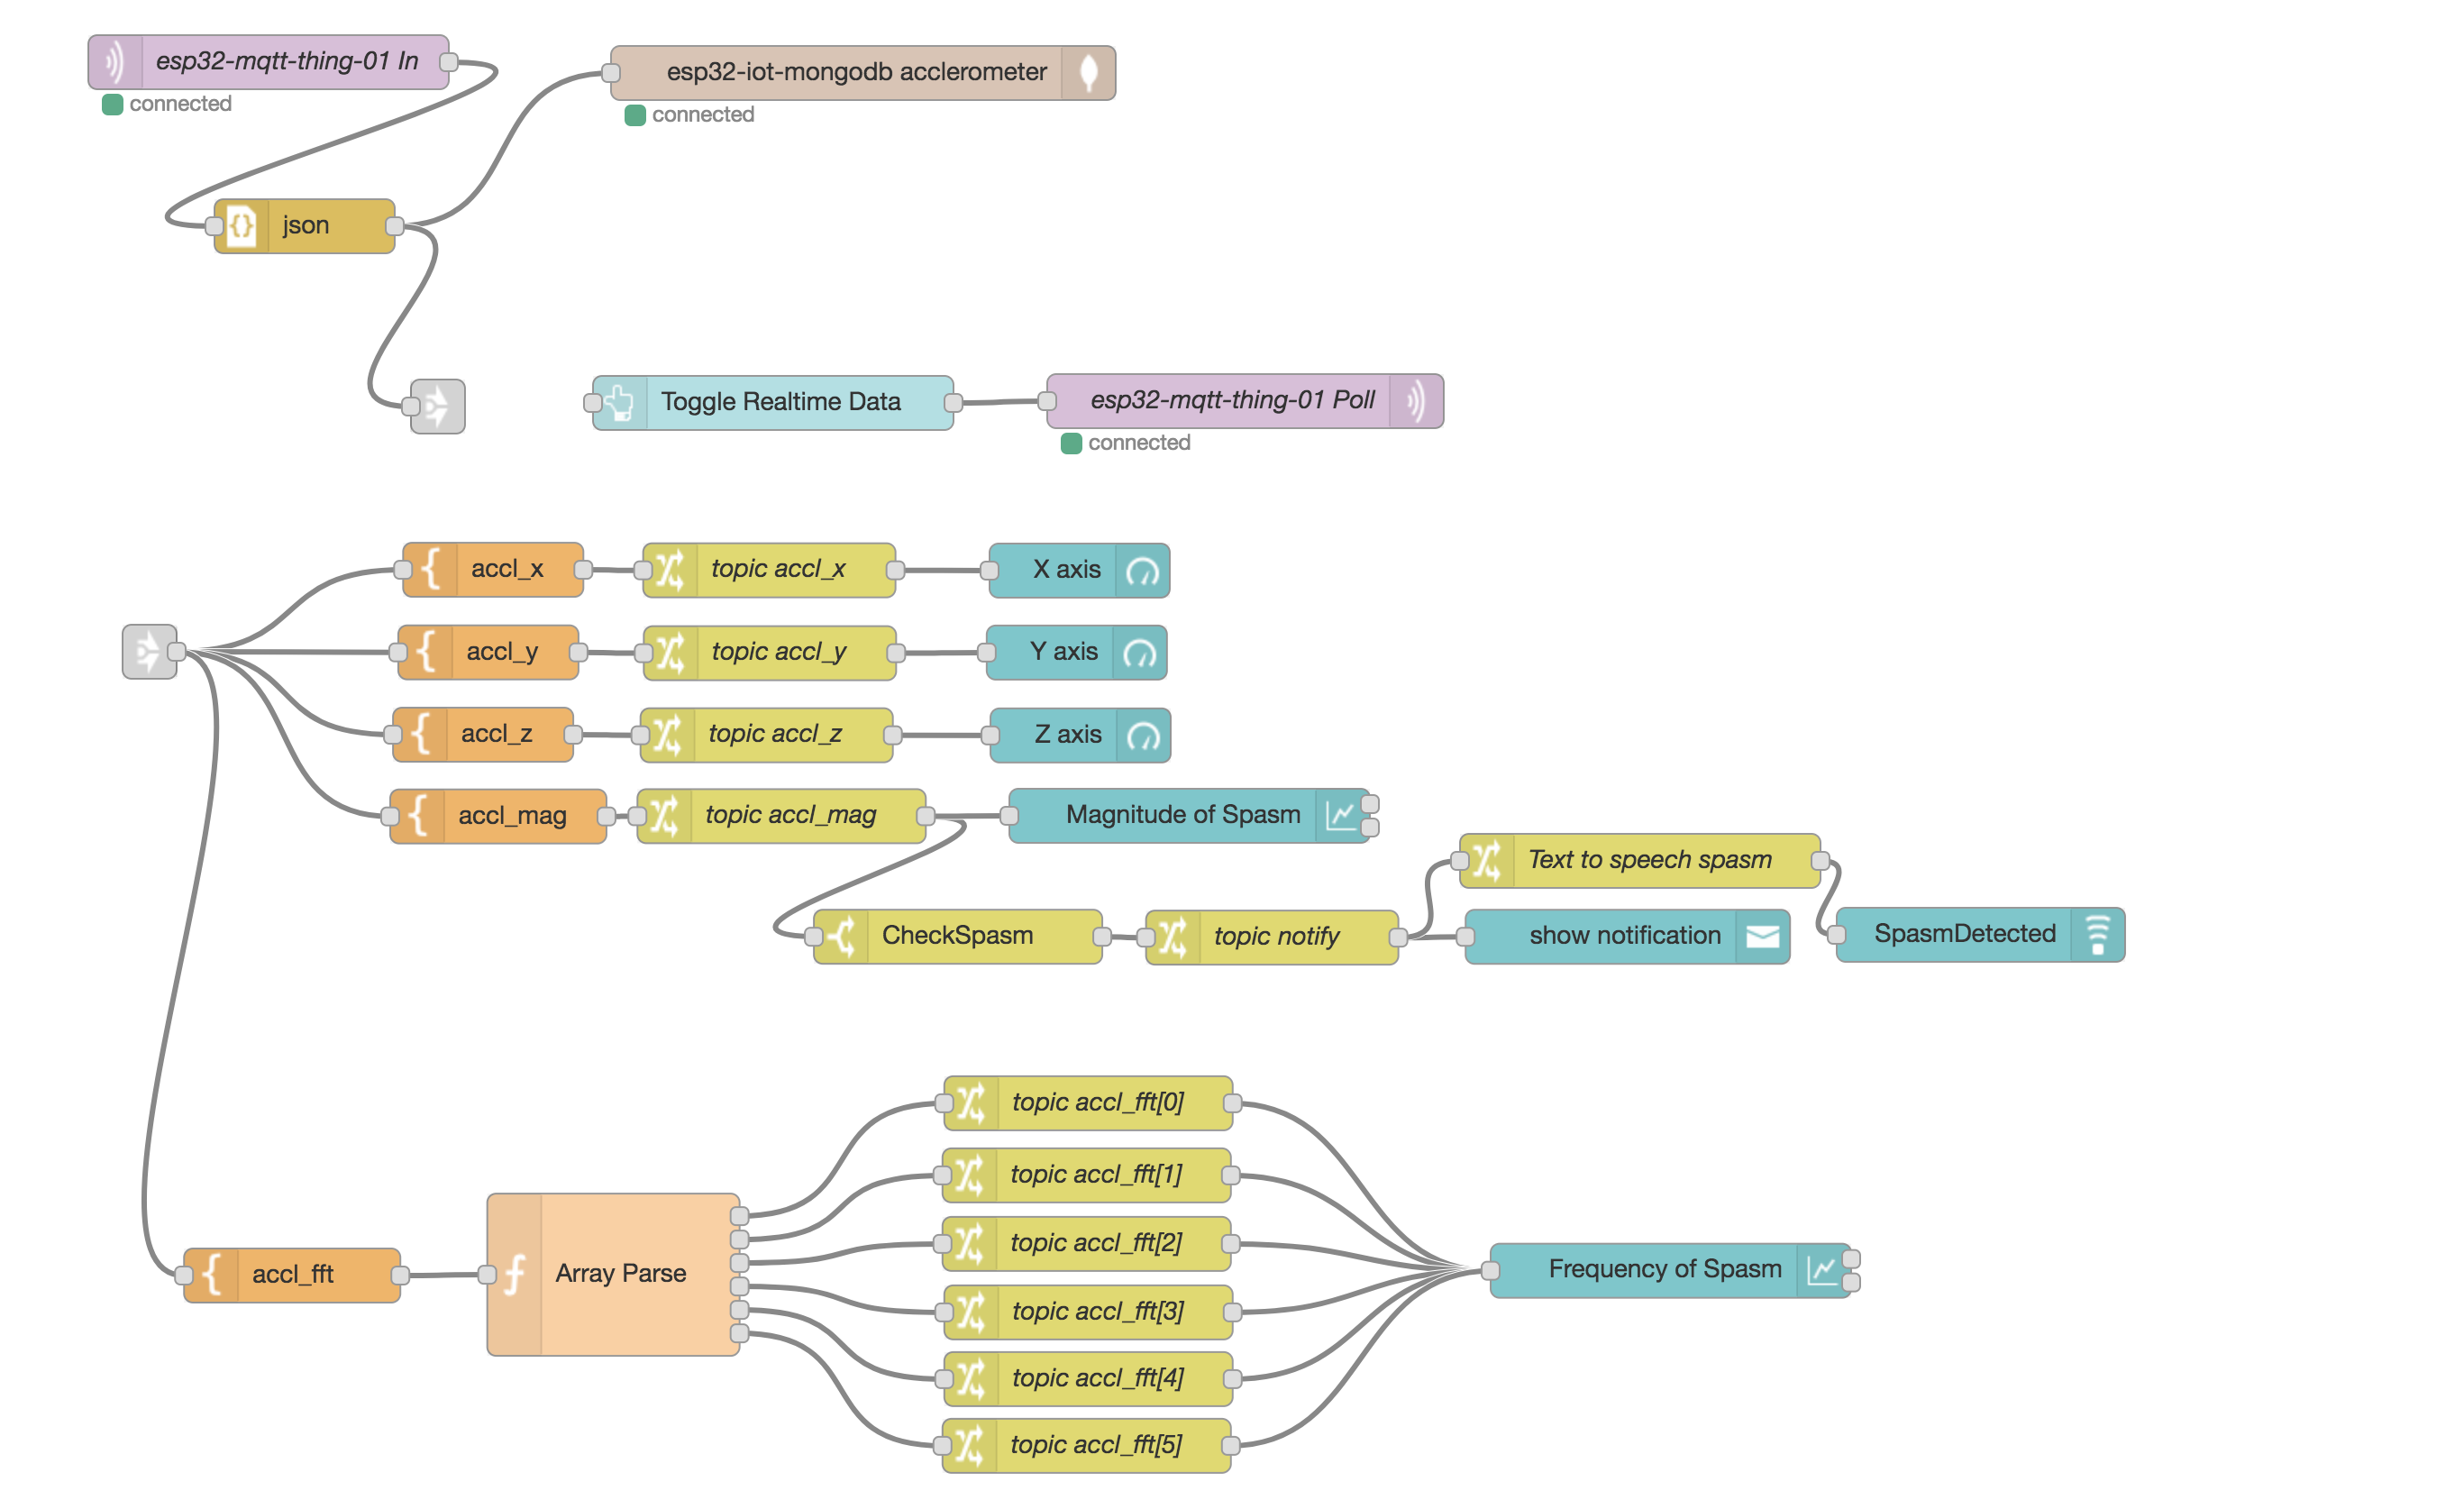 esp32-mqtt-thing-01 In
connected
esp32-iot-mongodb acclerometer
connected
json
Toggle Realtime Data
esp32-mqtt-thing-01 Poll
connected
accl_x
topic accl_x
X axis
accl_y
topic accl_y
Y axis
accl_z
topic accl_z
Z axis
accl_mag
topic accl_mag
Magnitude of Spasm
Text to speech spasm
CheckSpasm
topic notify
show notification
SpasmDetected
topic accl_fft[0]
topic accl_fft[1]
topic accl_fft[2]
accl_fft
Array Parse
Frequency of Spasm
topic accl_fft[3]
topic accl_fft[4]
topic accl_fft[5]